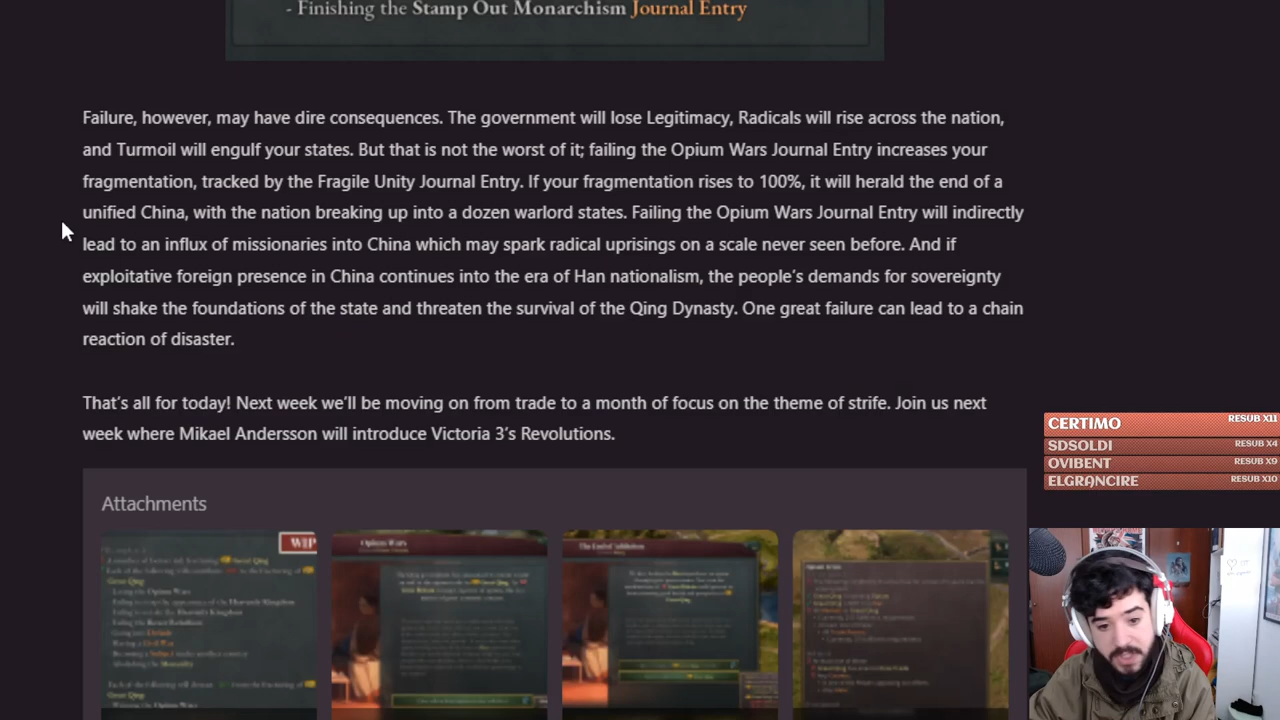 - Finishing the Stamp Out Monarchism Journal Entry
Failure, however, may have dire consequences. The government will lose Legitimacy, Radicals will rise across the nation,
and Turmoil will engulf your states. But that is not the worst of it; failing the Opium Wars Journal Entry increases your
fragmentation, tracked by the Fragile Unity Journal Entry. If your fragmentation rises to 100%, it will herald the end of a
unified China, with the nation breaking up into a dozen warlord states. Failing the Opium Wars Journal Entry will indirectly
lead to an influx of missionaries into China which may spark radical uprisings on a scale never seen before. And if
exploitative foreign presence in China continues into the era of Han nationalism, the people's demands for sovereignty
will shake the foundations of the state and threaten the survival of the Qing Dynasty. One great failure can lead to a chain
reaction of disaster.
That's all for today! Next week we'll be moving on from trade to a month of focus on the theme of strife. Join us next
week where Mikael Andersson will introduce Victoria 3's Revolutions.
CERTIMO RESUB X11
SDSOLDI RESUB X4
OVIBENT RESUB X9
ELGRANCIRE RESUB X10
Attachments
WIP
Opium Wars